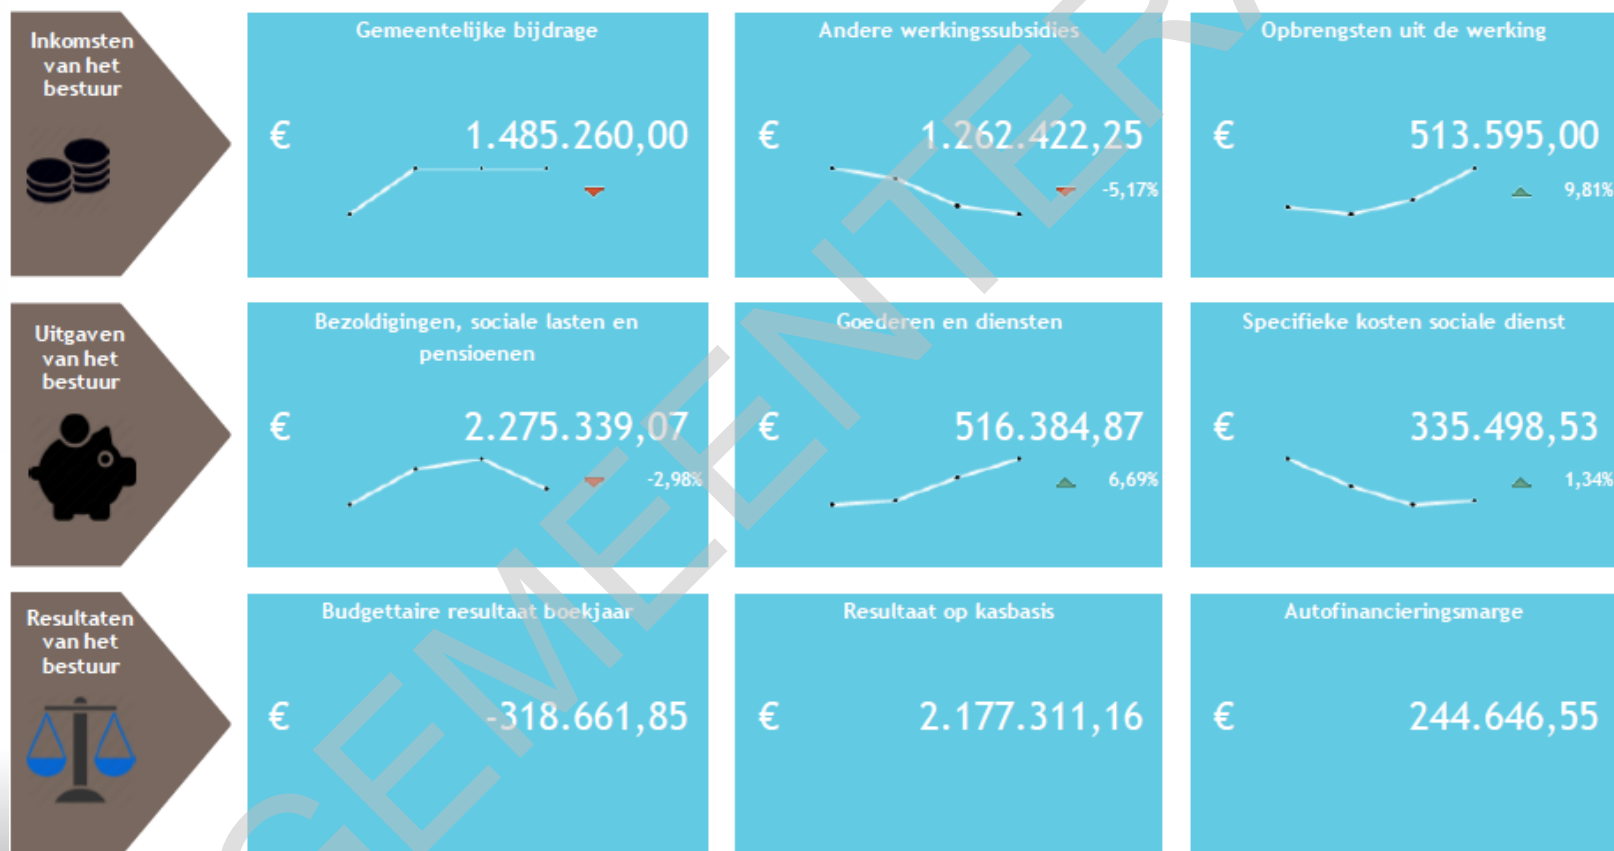 Inkomsten
van het
bestuur
Gemeentelijke bijdrage
€ 1.485.260,00
Andere werkingssubsidies
€ 1.262.422,25
-5,17%
Opbrengsten uit de werking
€ 513.595,00
9,81%
Uitgaven
van het
bestuur
Bezoldigingen, sociale lasten en
pensioenen
€ 2.275.339,07
-2,98%
Goederen en diensten
€ 516.384,87
6,69%
Specifieke kosten sociale dienst
€ 335.498,53
1,34%
Resultaten
van het
bestuur
Budgettaire resultaat boekjaar
€ -318.661,85
Resultaat op kasbasis
€ 2.177.311,16
Autofinancieringsmarge
€ 244.646,55